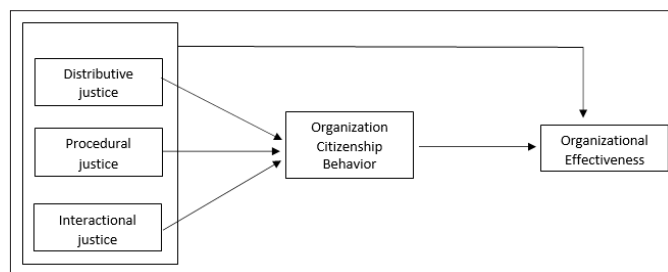 Distributive
justice
Procedural
justice
Interactional
justice
Organization
Citizenship
Behavior
Organizational
Effectiveness